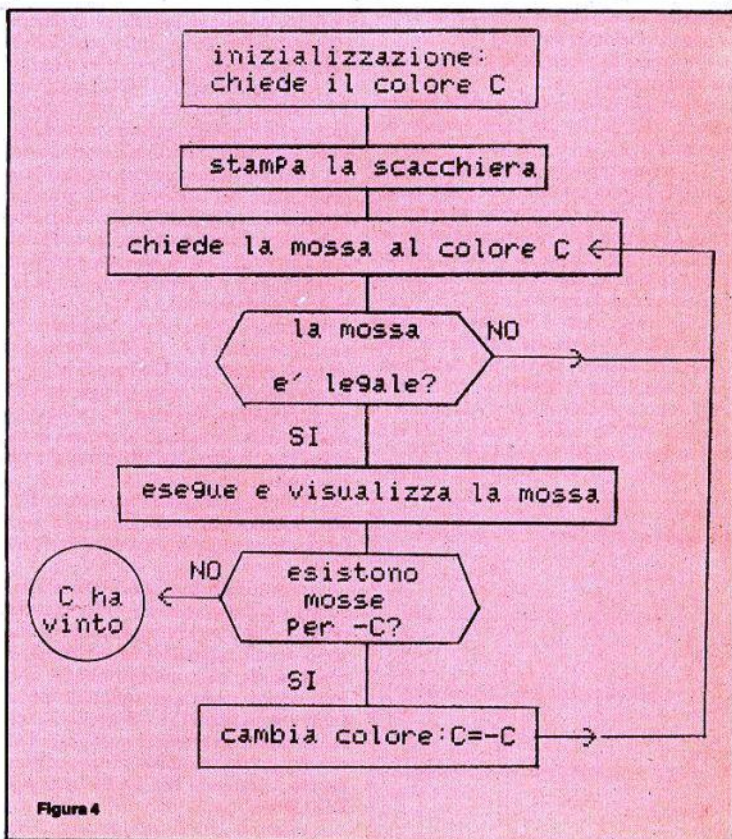 inizializzazione:
chiede il colore C
stampa la scacchiera
chiede la mossa al colore C
la mossa
e' legale?
NO
SI
esegue e visualizza la mossa
esistono
mosse
per -C?
NO
C ha
vinto
SI
cambia colore:C=-C
Figura 4